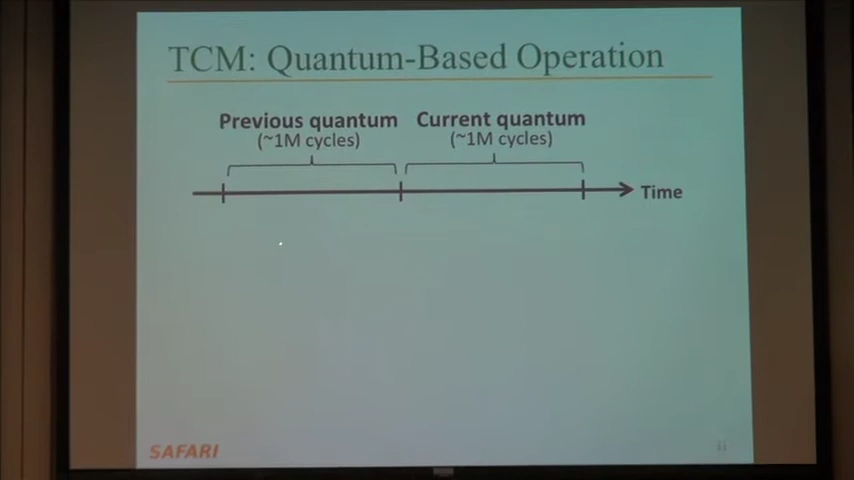 TCM: Quantum-Based Operation
Previous quantum Current quantum
(~1M cycles) (~1M cycles)
Time
SAFARI